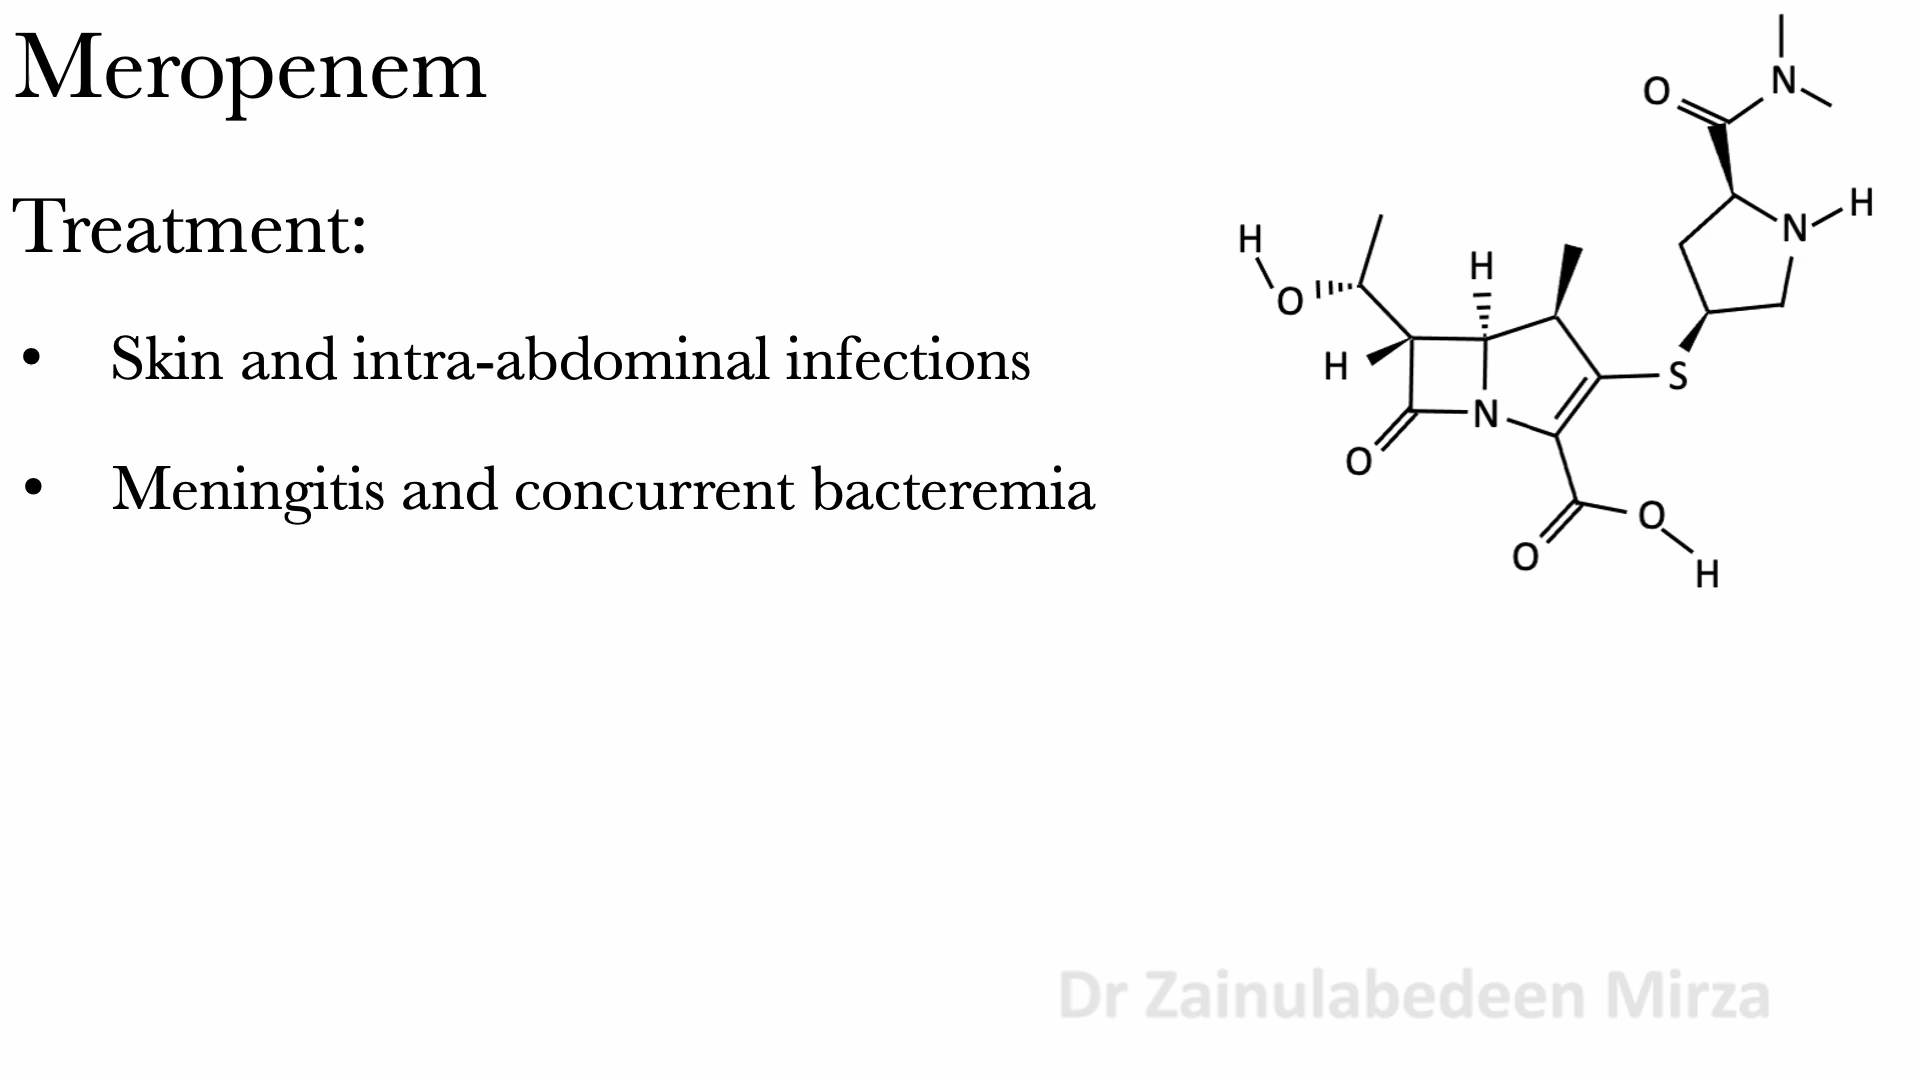 Meropenem
Treatment:
• Skin and intra-abdominal infections
• Meningitis and concurrent bacteremia
N
O
H
N
H
H
O
H
S
N
O
O
O
H
Dr Zainulabedeen Mirza